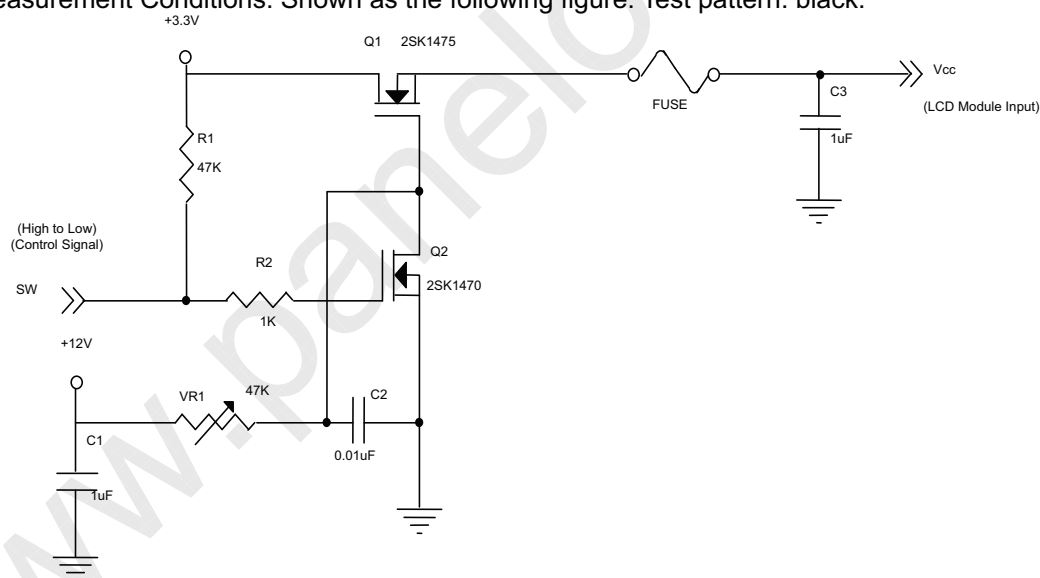 easurement Conditions: Shown as the following figure. Test pattern: black.
+3.3V
Q1 2SK1475
FUSE
Vcc
(LCD Module Input)
C3
1uF
R1
47K
(High to Low)
(Control Signal)
SW
R2
1K
Q2
2SK1470
+12V
VR1
47K
C2
0.01uF
C1
1uF
www.panelo